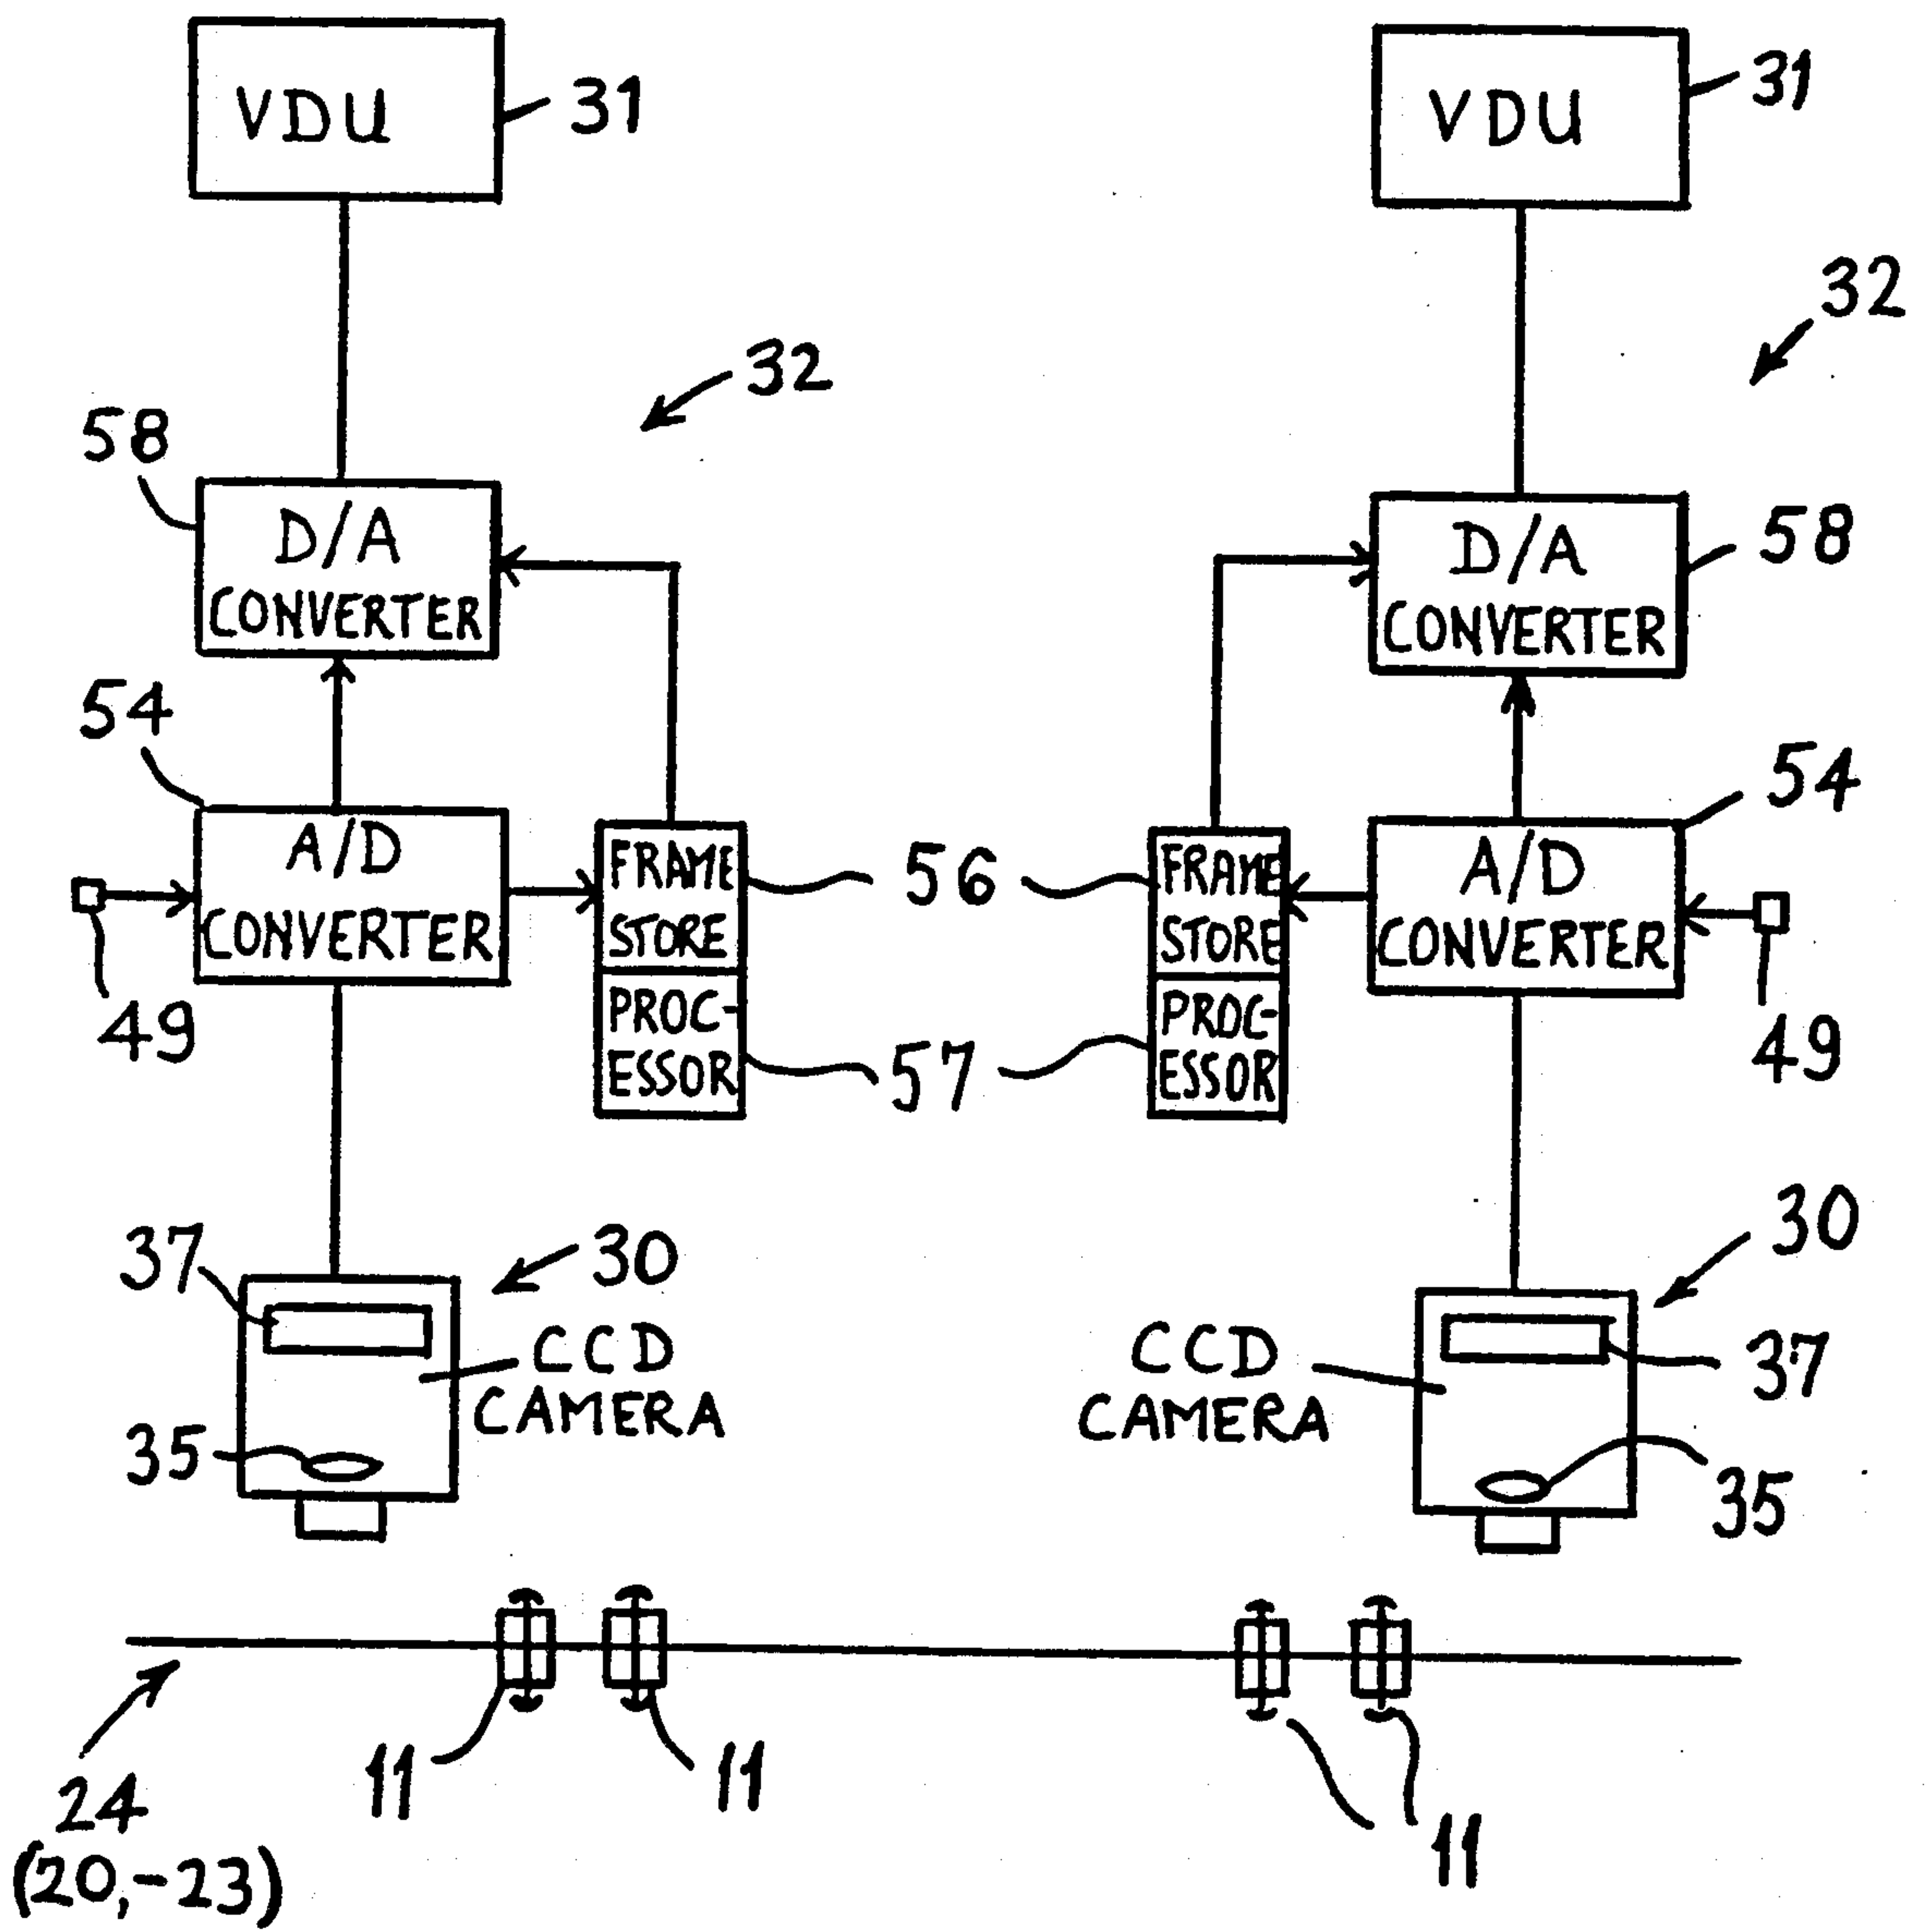 VDU
31
VDU
31
32
32
58
D/A
CONVERTER
D/A
CONVERTER
58
54
A/D
CONVERTER
FRAME
STORE
PROC-
ESSOR
56
57
FRAME
STORE
PROC-
ESSOR
A/D
CONVERTER
54
49
49
37
30
CCD
CAMERA
35
30
CCD
CAMERA
37
35
11
11
11
24
(20,-23)